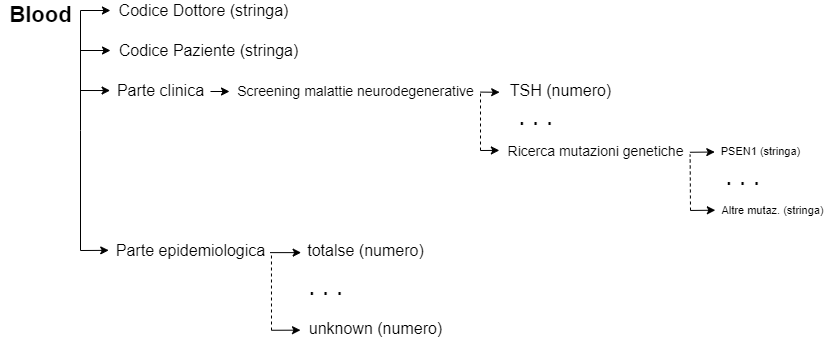 Blood
Codice Dottore (stringa)
Codice Paziente (stringa)
Parte clinica
Screening malattie neurodegenerative
TSH (numero)
. . .
Ricerca mutazioni genetiche
PSEN1 (stringa)
. . .
Altre mutaz. (stringa)
Parte epidemiologica
totalse (numero)
. . .
unknown (numero)